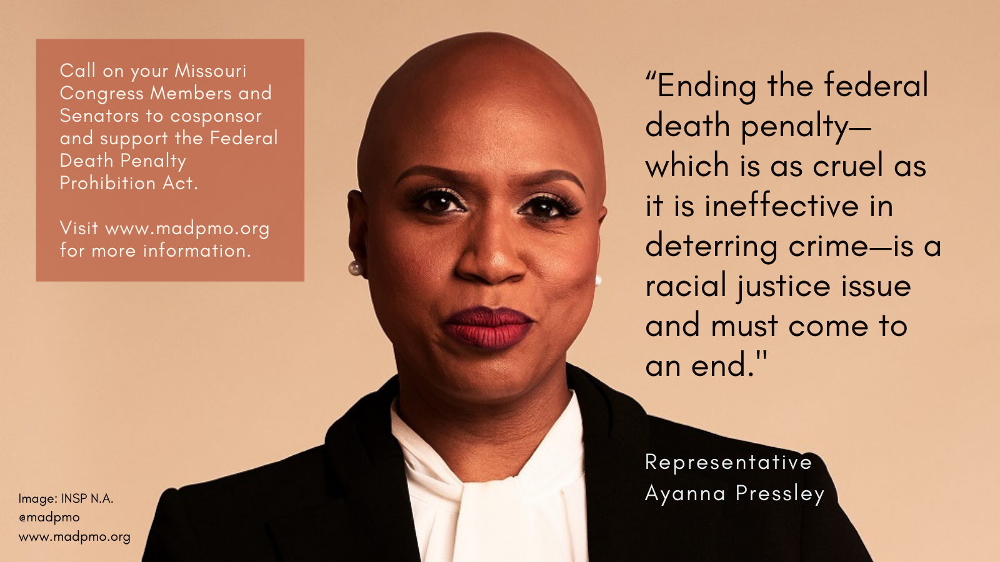 Call on your Missouri
Congress Members and
Senators to cosponsor
and support the Federal
Death Penalty
Prohibition Act.
Visit www.madpmo.org
for more information.
“Ending the federal
death penalty—
which is as cruel as
it is ineffective in
deterring crime—is a
racial justice issue
and must come to
an end."
Representative
Ayanna Pressley
Image: INSP N.A.
@madpmo
www.madpmo.org